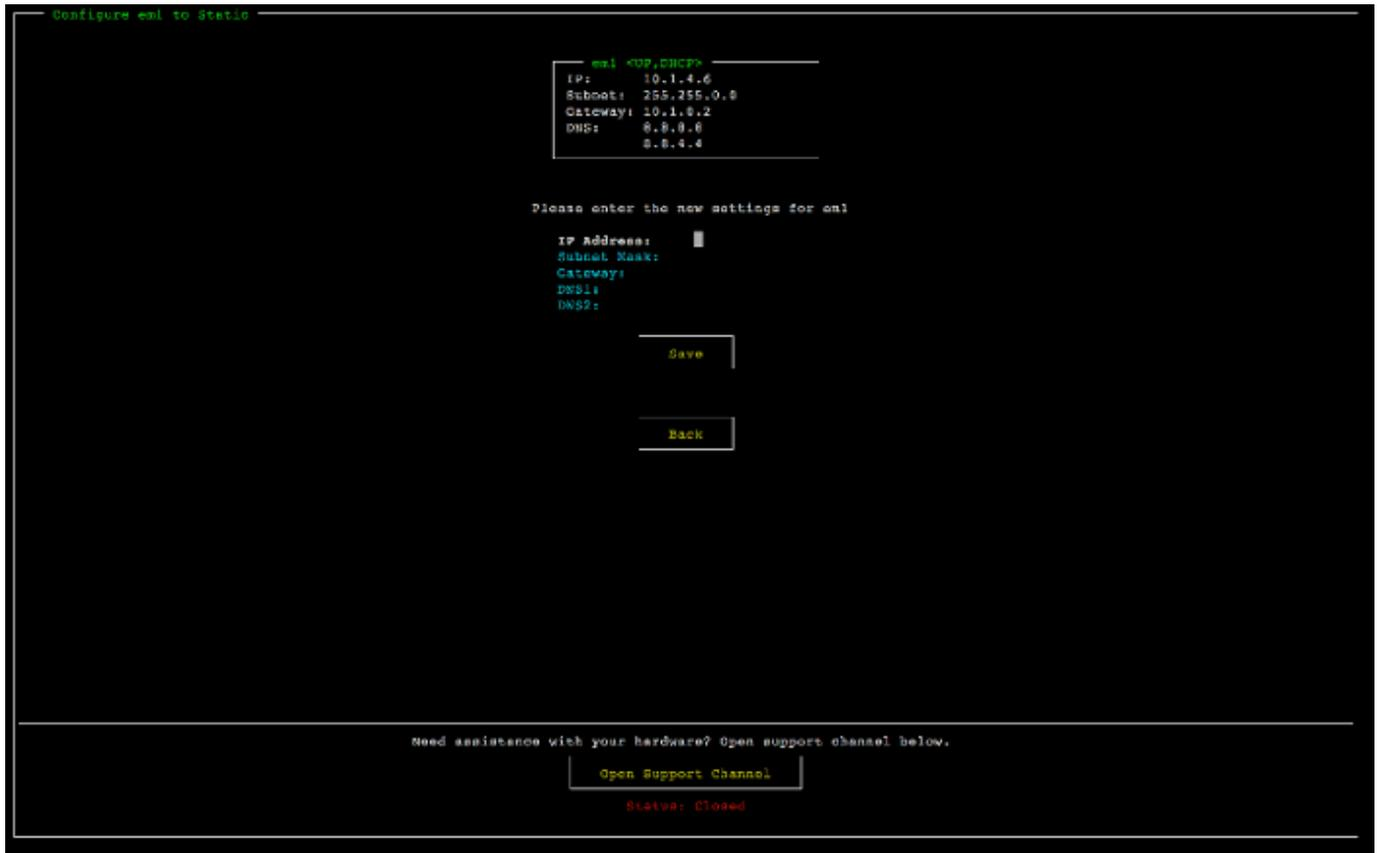 Configure em1 to Static
em1 <UP,DHCP>
IP: 10.1.4.6
Subnet: 255.255.0.0
Gateway: 10.1.0.2
DNS: 8.8.8.8
8.8.4.4
Please enter the new settings for em1
IP Address:
Subnet Mask:
Gateway:
DNS1:
DNS2:
Save
Back
Need assistance with your hardware? Open support channel below.
Open Support Channel
Status: Closed